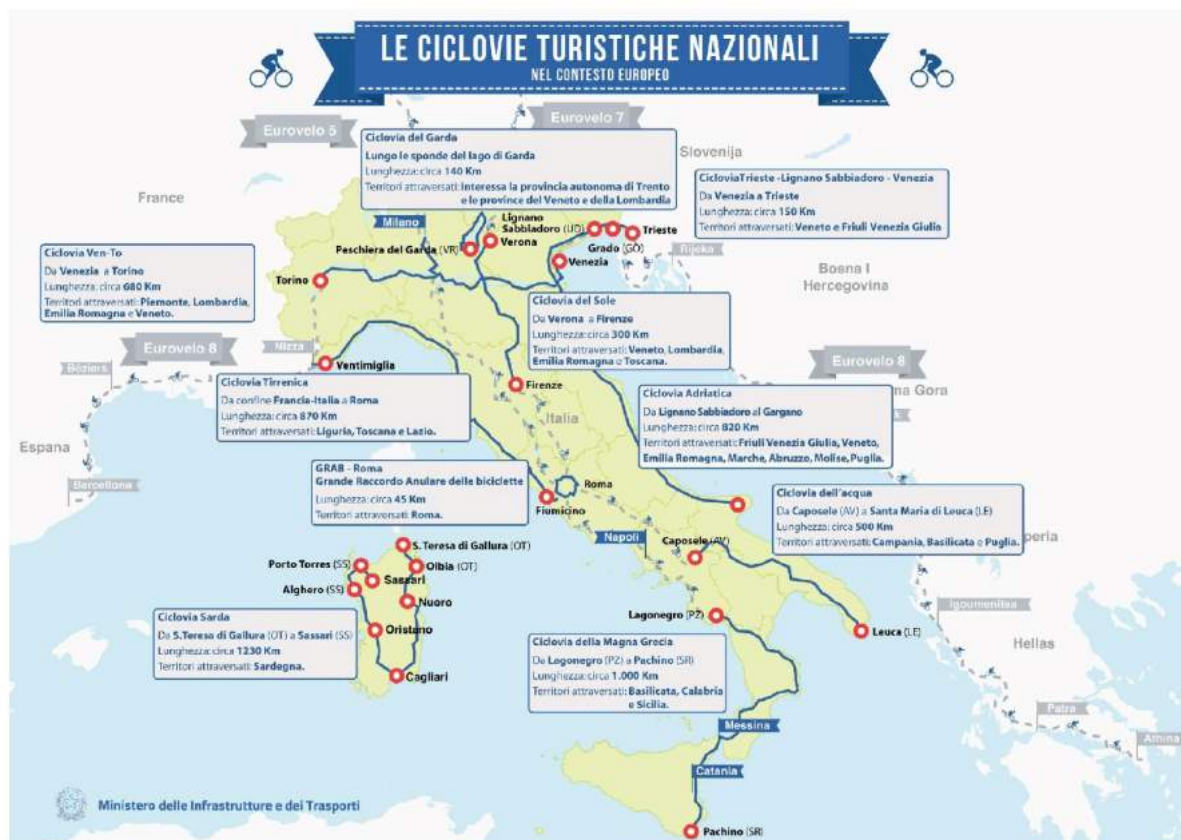 LE CICLOVIE TURISTICHE NAZIONALI
NEL CONTESTO EUROPEO
Eurovelo 5
Eurovelo 7
Slovenija
France
Ciclovia del Garda
Lungo le sponde del lago di Garda
Lunghezza: circa 140 Km
Territori attraversati: Interessa la provincia autonoma di Trento
e le province del Veneto e della Lombardia
CicloviaTrieste -Lignano Sabbiadoro - Venezia
Da Venezia a Trieste
Lunghezza: circa 150 Km
Territori attraversati: Veneto e Friuli Venezia Giulia
Milano
Lignano
Sabbladoro (UD)
Verona
Peschiera del Garda (VR)
Trieste
Grado (GO)
Venezia
Rijeka
Bosna I
Hercegovina
Ciclovia Ven-To
Da Venezia a Torino
Lunghezza: circa 680 Km
Territori attraversati: Piemonte, Lombardia,
Emilia Romagna e Veneto.
Torino
Ciclovia del Sole
Da Verona a Firenze
Lunghezza: circa 300 Km
Territori attraversati: Veneto, Lombardia,
Emilia Romagna e Toscana.
Eurovelo 8
Nizza
Béziers
Ventimiglia
Eurovelo 8
na Gora
Ciclovia Tirrenica
Da confine Francia-Italia a Roma
Lunghezza: circa 870 Km
Territori attraversati: Liguria, Toscana e Lazio.
Firenze
Italia
Ciclovia Adriatica
Da Lignano Sabbiadoro al Gargano
Lunghezza: circa 820 Km
Territori attraversati: Friuli Venezia Giulia, Veneto,
Emilia Romagna, Marche, Abruzzo, Molise, Puglia.
Espana
Barcellona
GRAB - Roma
Grande Raccordo Anulare delle biciclette
Lunghezza: circa 45 Km
Territori attraversati: Roma.
Roma
Fiumicino
Ciclovia dell'acqua
Da Caposele (AV) a Santa Maria di Leuca (LE)
Lunghezza: circa 500 Km
Territori attraversati: Campania, Basilicata e Puglia.
Napoli
Caposele (AV)
S.Teresa di Gallura (OT)
Porto Torres (SS)
Olbia (OT)
Sassari
Alghero (SS)
Nuoro
Oristano
Cagliari
Ciclovia Sarda
Da S.Teresa di Gallura (OT) a Sassari (SS)
Lunghezza: circa 1230 Km
Territori attraversati: Sardegna.
Lagonegro (PZ)
Leuca (LE)
Igoumenitsa
Hellas
Ciclovia della Magna Grecia
Da Lagonegro (PZ) a Pachino (SR)
Lunghezza: circa 1.000 Km
Territori attraversati: Basilicata, Calabria
e Sicilia.
Messina
Patra
Catania
Pachino (SR)
Ministero delle Infrastrutture e dei Trasporti